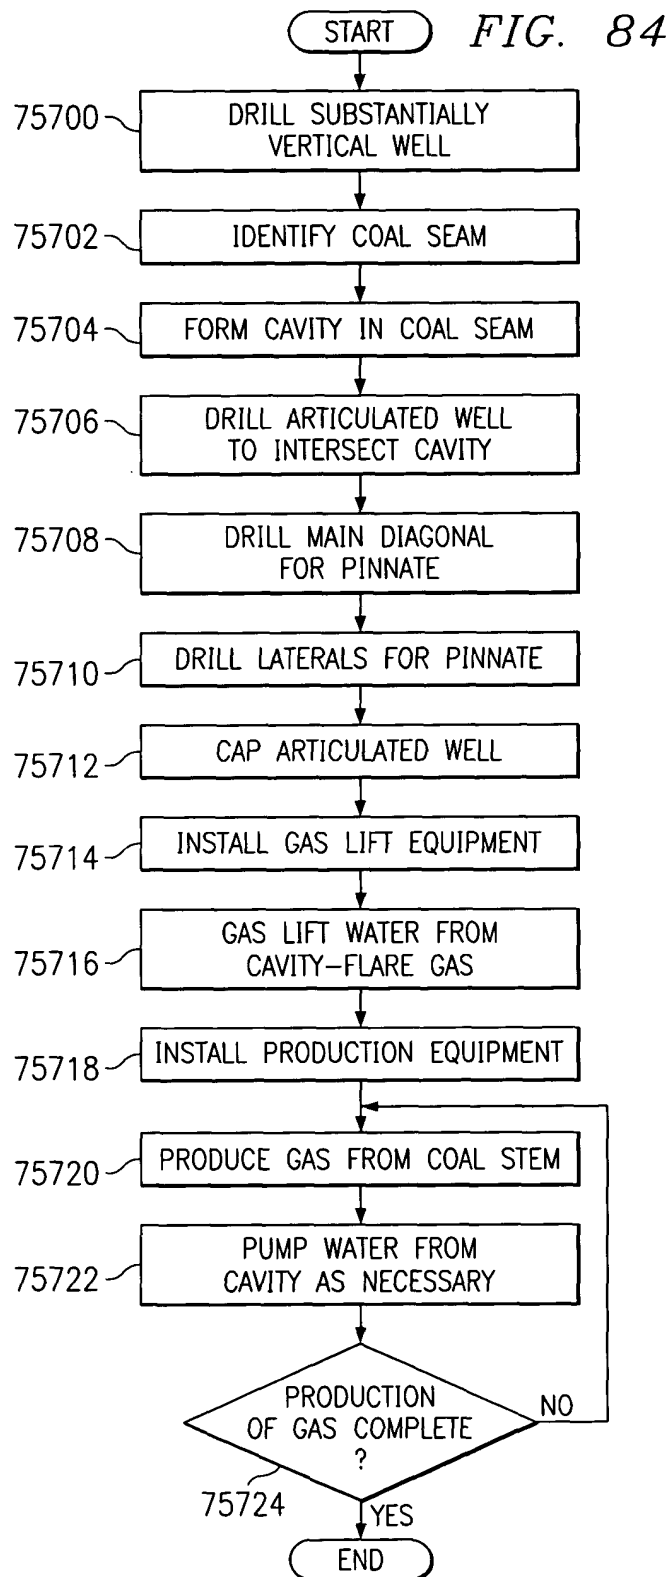 START
FIG. 84
75700
DRILL SUBSTANTIALLY
VERTICAL WELL
75702
IDENTIFY COAL SEAM
75704
FORM CAVITY IN COAL SEAM
75706
DRILL ARTICULATED WELL
TO INTERSECT CAVITY
75708
DRILL MAIN DIAGONAL
FOR PINNATE
75710
DRILL LATERALS FOR PINNATE
75712
CAP ARTICULATED WELL
75714
INSTALL GAS LIFT EQUIPMENT
75716
GAS LIFT WATER FROM
CAVITY-FLARE GAS
75718
INSTALL PRODUCTION EQUIPMENT
75720
PRODUCE GAS FROM COAL STEM
75722
PUMP WATER FROM
CAVITY AS NECESSARY
PRODUCTION
OF GAS COMPLETE
?
NO
75724
YES
END